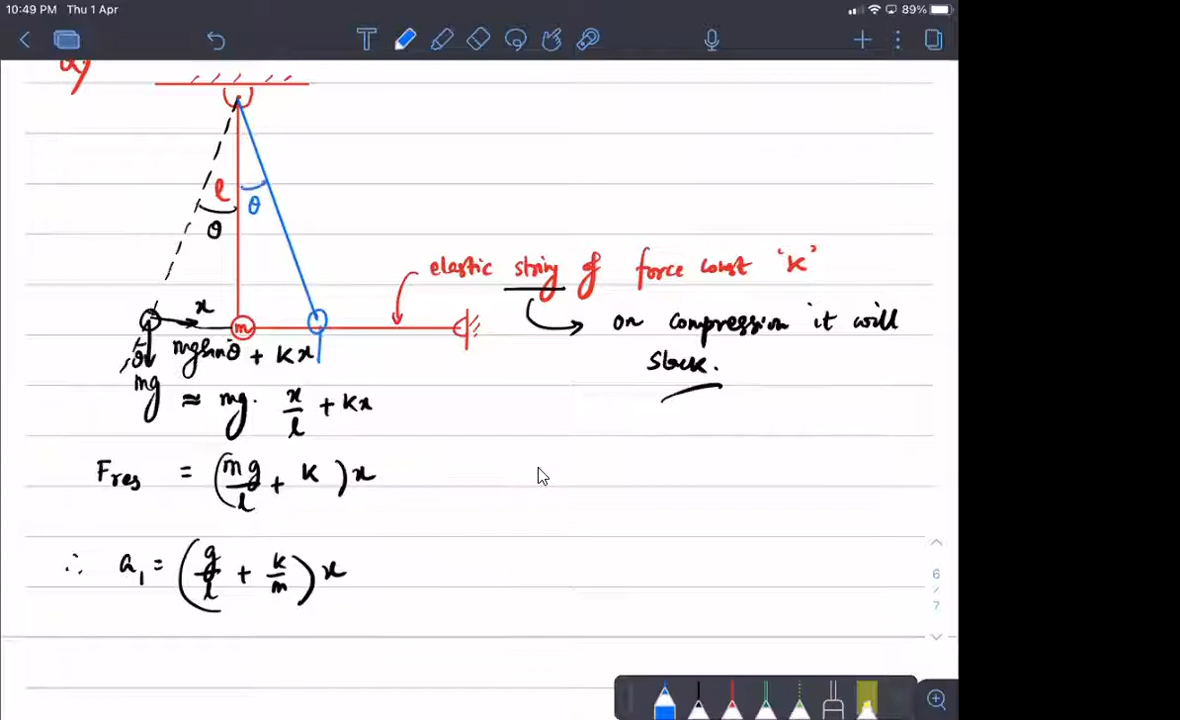 10:49 PM Thu 1 Apr
89%
T
a)
l
θ
θ
elastic string of force const 'K'
on compression it will
slack.
x
m
θ
mg sinθ + Kx
mg
≈ mg. x/l + Kx
Fres = (mg/l + K)x
∴ a₁ = (g/l + k/m)x
6
/
7